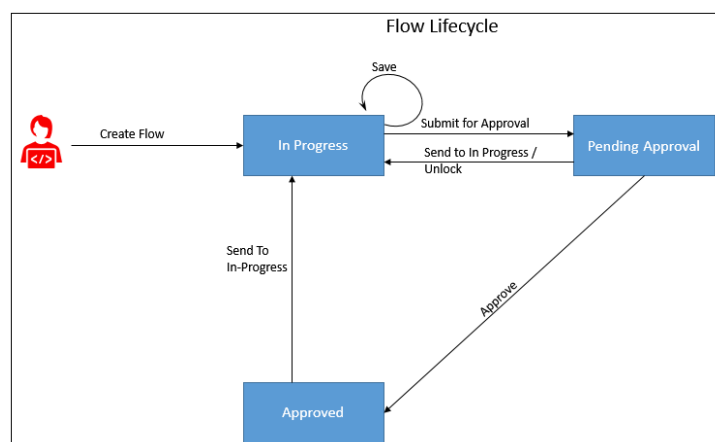 Flow Lifecycle
Save
Create Flow
In Progress
Submit for Approval
Pending Approval
Send to In Progress /
Unlock
Send To
In-Progress
Approve
Approved